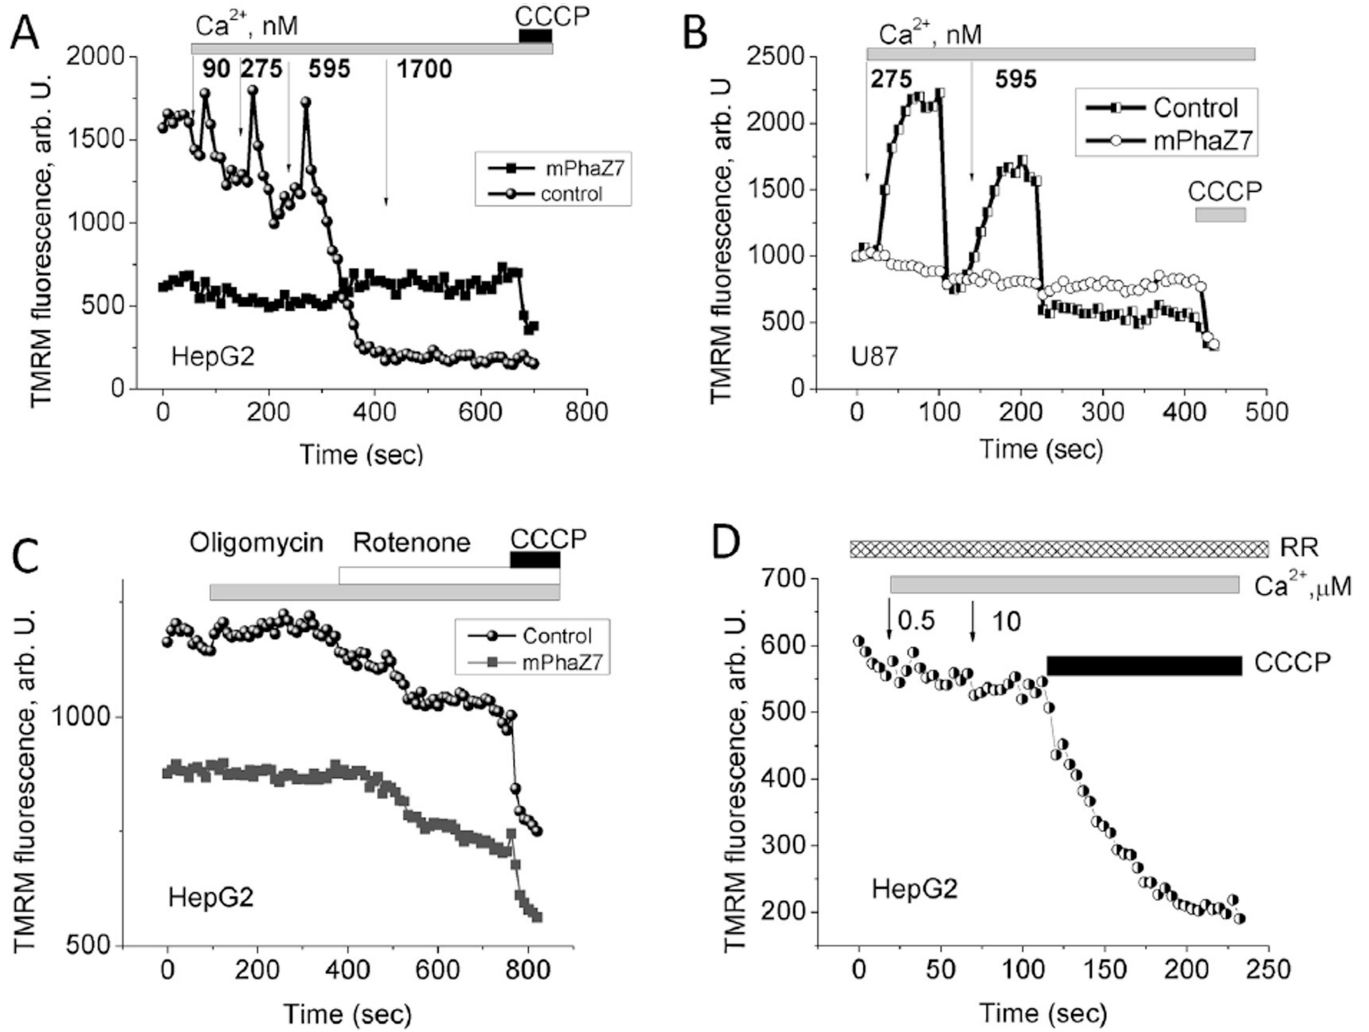 A
Ca2+, nM
CCCP
2000
1500
1000
500
0
90
275
595
1700
mPhaZ7
control
HepG2
TMRM fluorescence, arb. U.
0
200
400
600
800
Time (sec)
B
Ca2+, nM
2500
2000
1500
1000
500
0
275
595
Control
mPhaZ7
CCCP
U87
TMRM fluorescence, arb. U
0
100
200
300
400
500
Time (sec)
C
Oligomycin
Rotenone
CCCP
Control
mPhaZ7
1000
500
HepG2
TMRM fluorescence, arb. U.
0
200
400
600
800
Time (sec)
D
RR
Ca2+,μM
700
600
500
400
300
200
0.5
10
CCCP
HepG2
TMRM fluorescence, arb. U.
0
50
100
150
200
250
Time (sec)